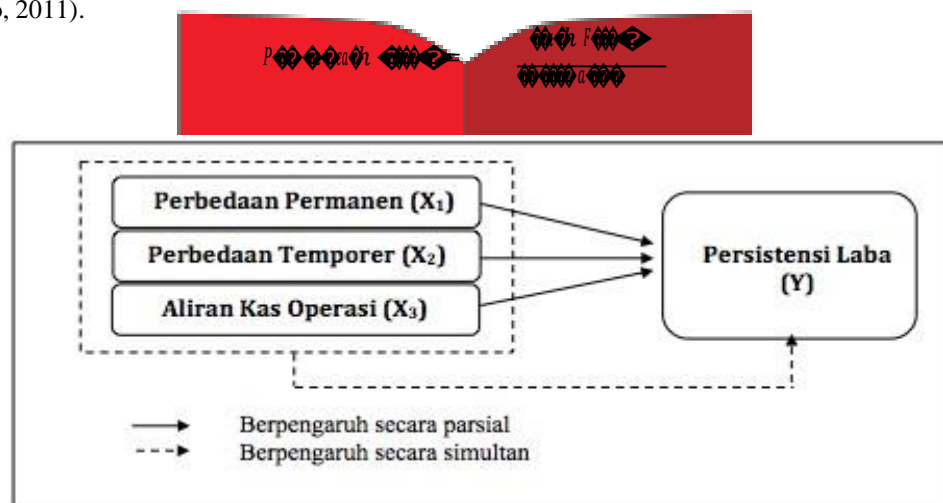 , 2011).
Perbedaan Permanen (X₁)
Perbedaan Temporer (X₂)
Aliran Kas Operasi (X₃)
Persistensi Laba
(Y)
Berpengaruh secara parsial
Berpengaruh secara simultan